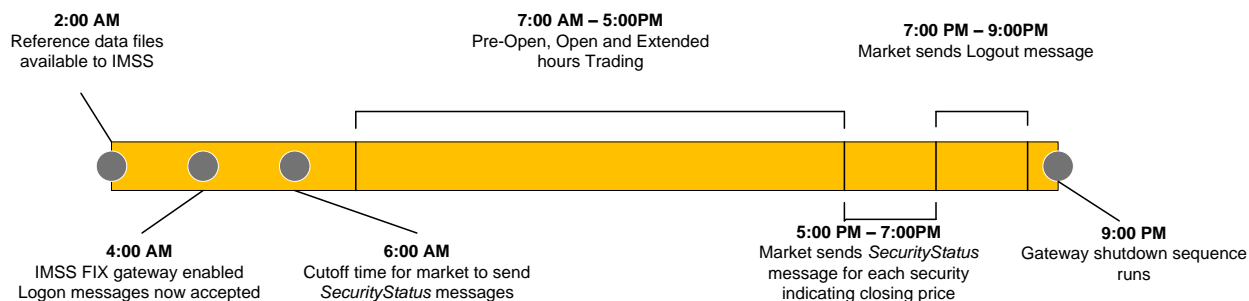 2:00 AM
Reference data files
available to IMSS
7:00 AM – 5:00PM
Pre-Open, Open and Extended
hours Trading
7:00 PM – 9:00PM
Market sends Logout message
4:00 AM
IMSS FIX gateway enabled
Logon messages now accepted
6:00 AM
Cutoff time for market to send
SecurityStatus messages
5:00 PM – 7:00PM
Market sends SecurityStatus
message for each security
indicating closing price
9:00 PM
Gateway shutdown sequence
runs